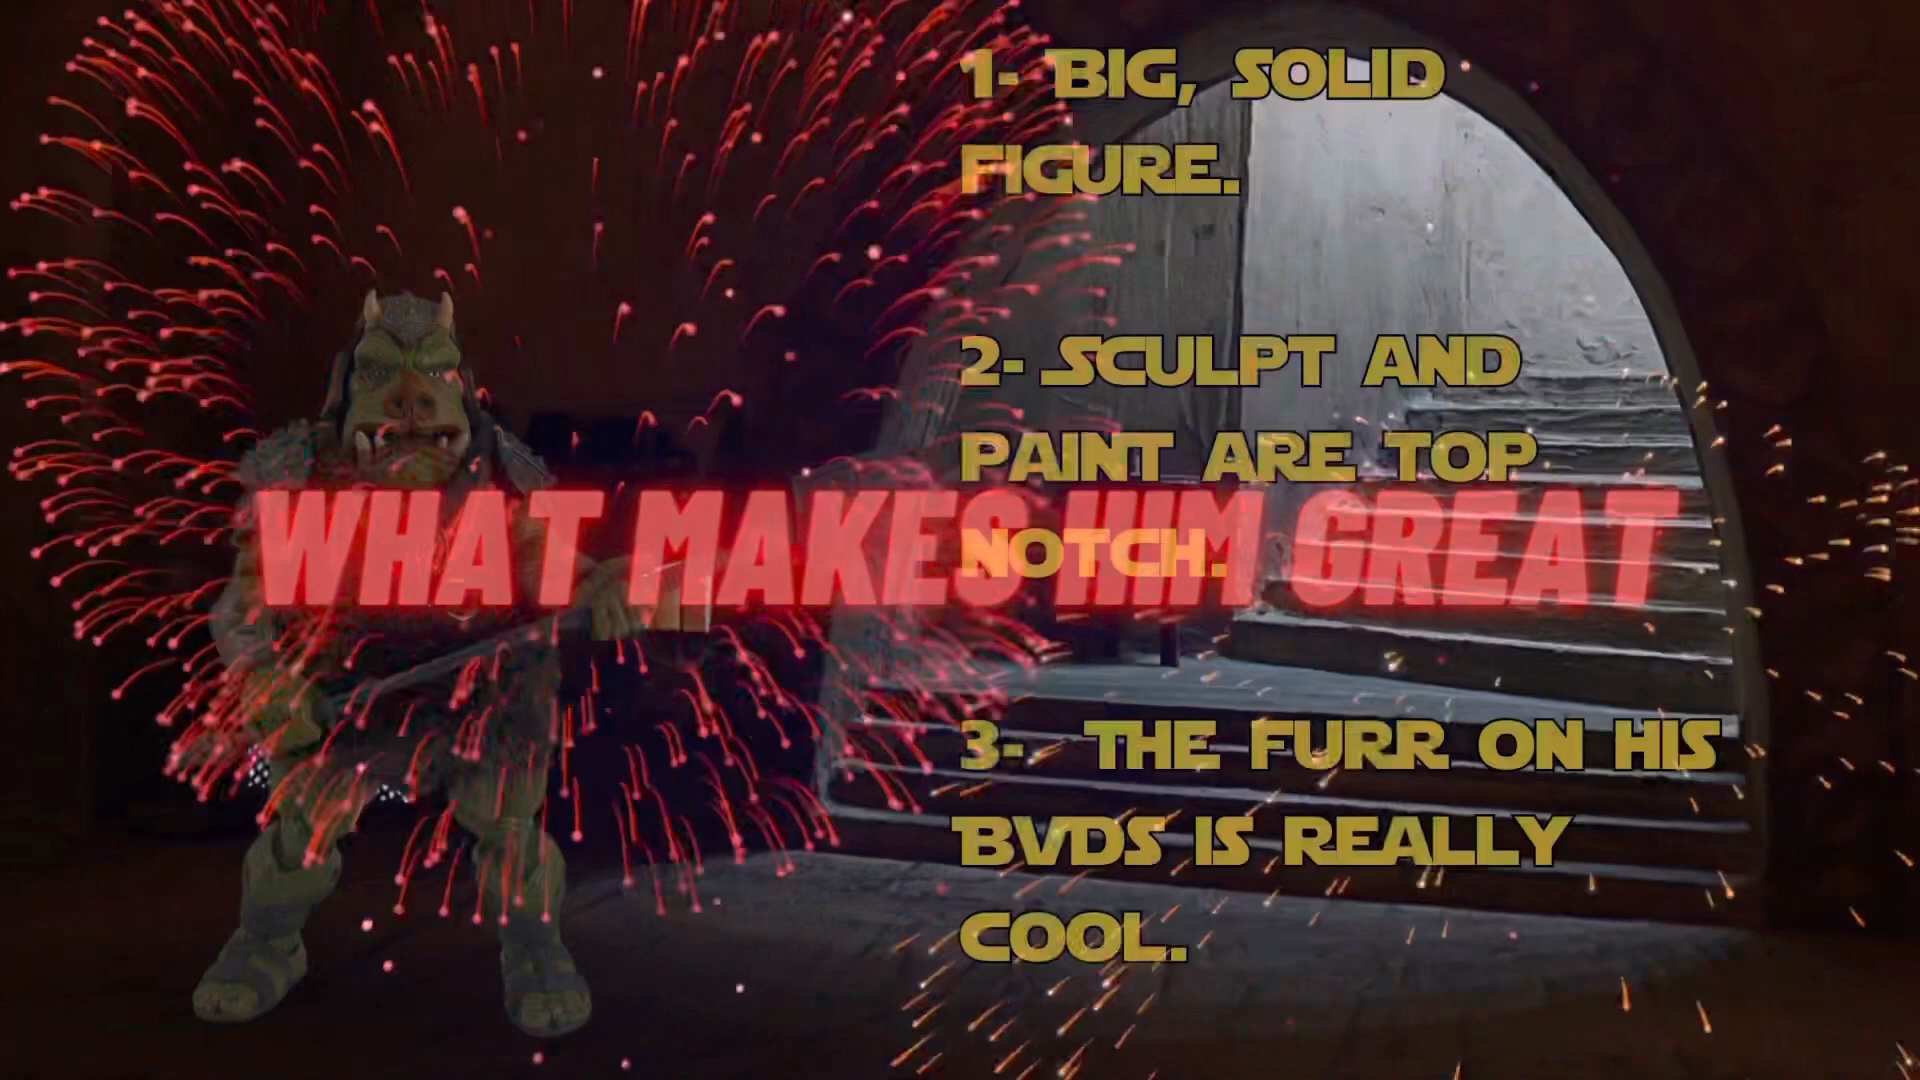 1- BIG, SOLID
FIGURE.
2- SCULPT AND
PAINT ARE TOP
NOTCH.
WHAT MAKES HIM GREAT
3- THE FURR ON HIS
BVDS IS REALLY
COOL.